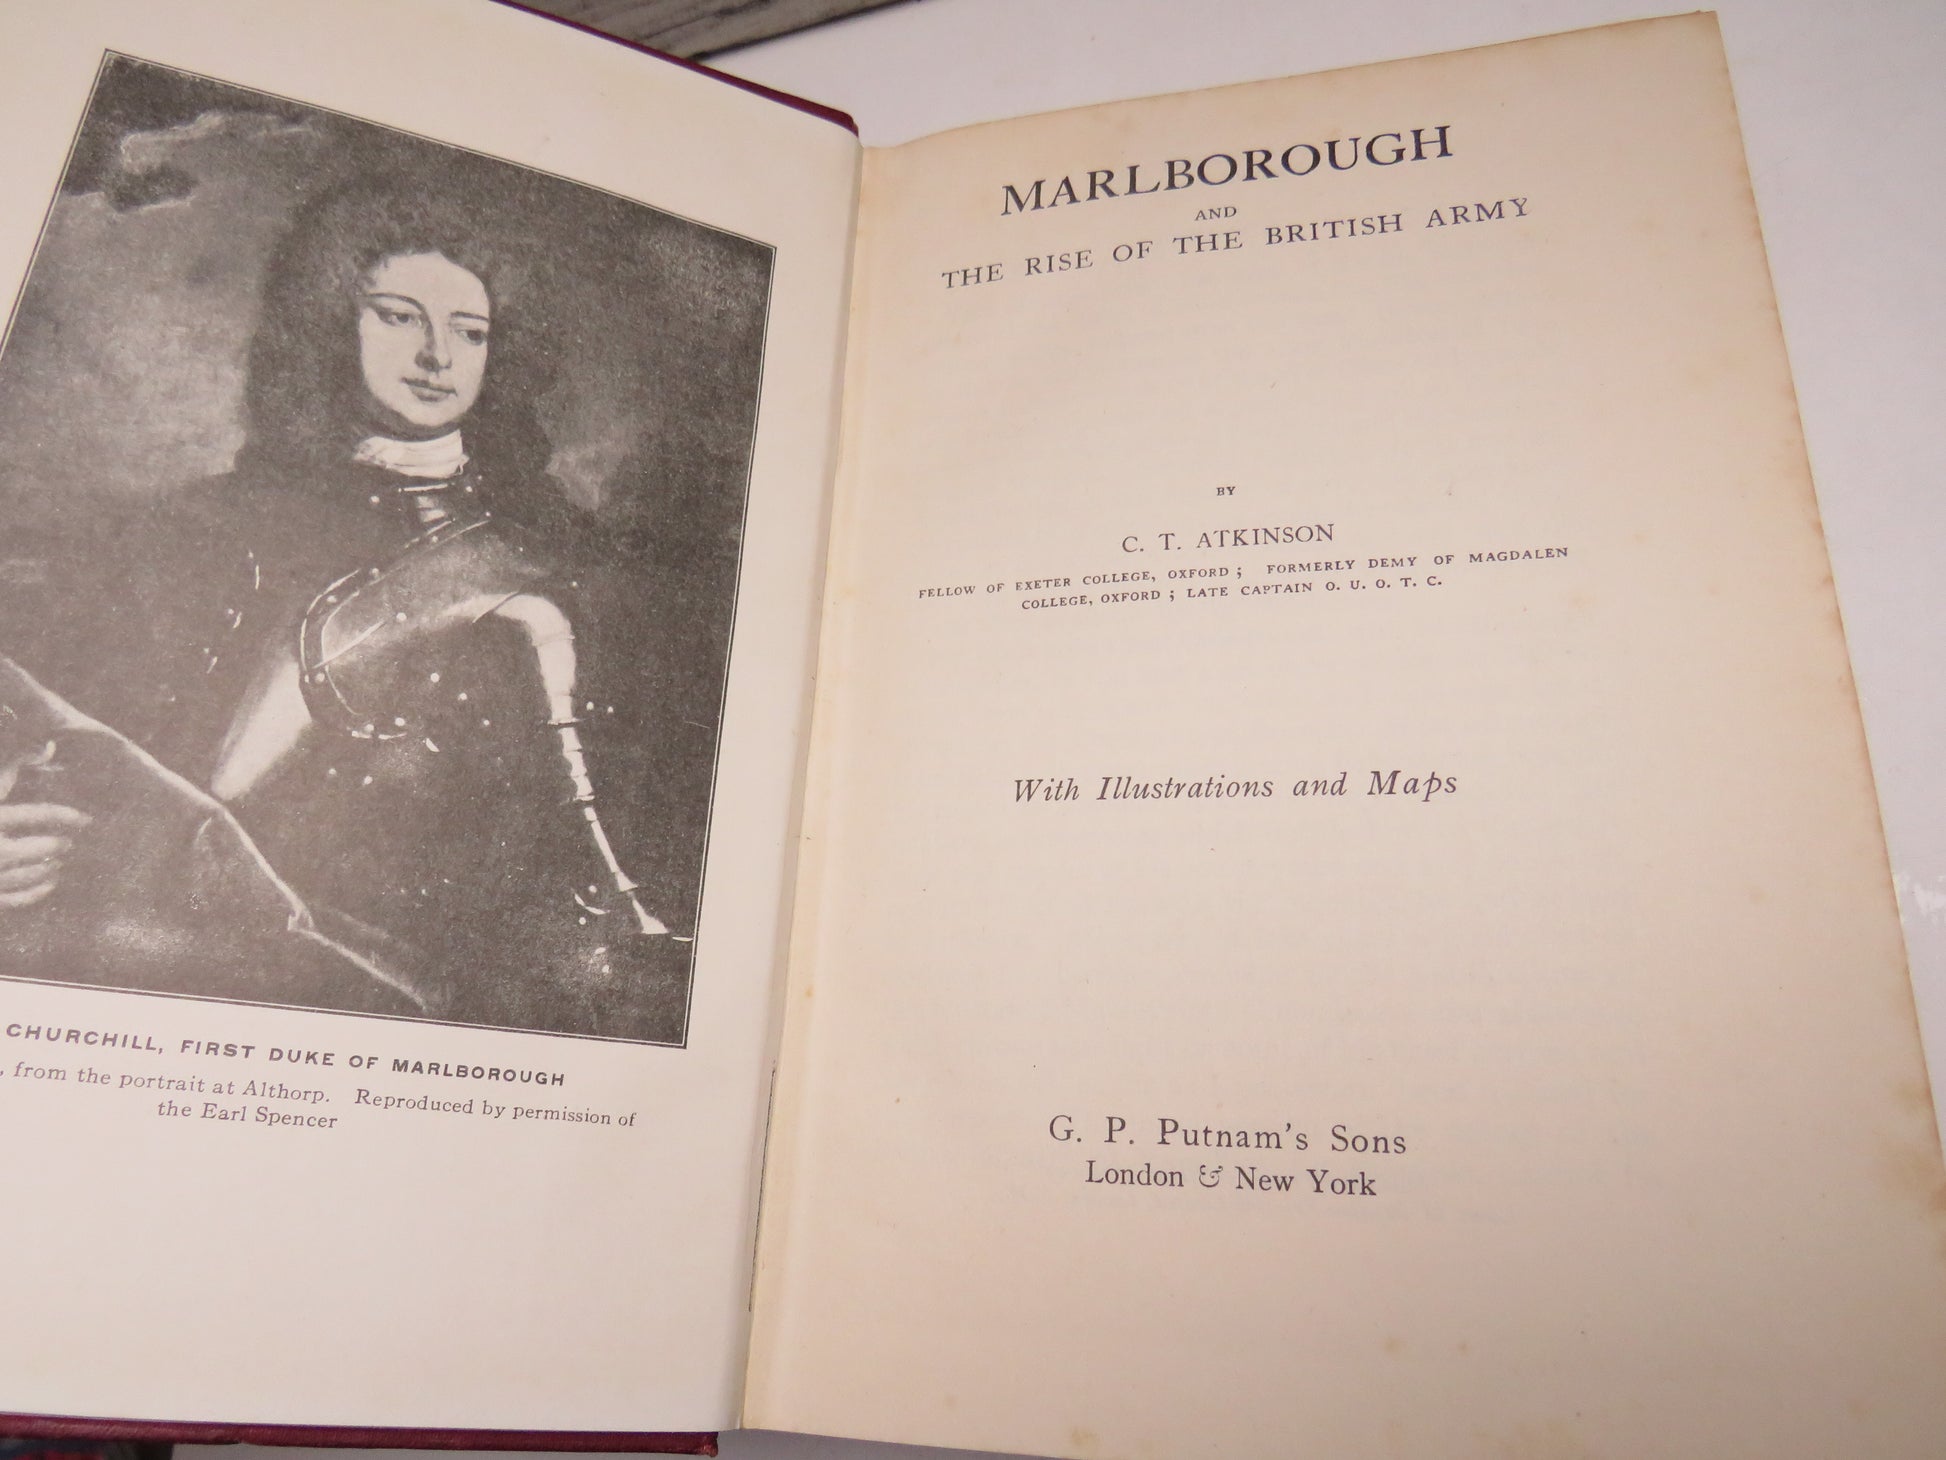 CHURCHILL, FIRST DUKE OF MARLBOROUGH
, from the portrait at Althorp. Reproduced by permission of
the Earl Spencer
MARLBOROUGH
AND
THE RISE OF THE BRITISH ARMY
BY
C. T. ATKINSON
FELLOW OF EXETER COLLEGE, OXFORD; FORMERLY DEMY OF MAGDALEN
COLLEGE, OXFORD; LATE CAPTAIN O. U. O. T. C.
With Illustrations and Maps
G. P. Putnam's Sons
London & New York